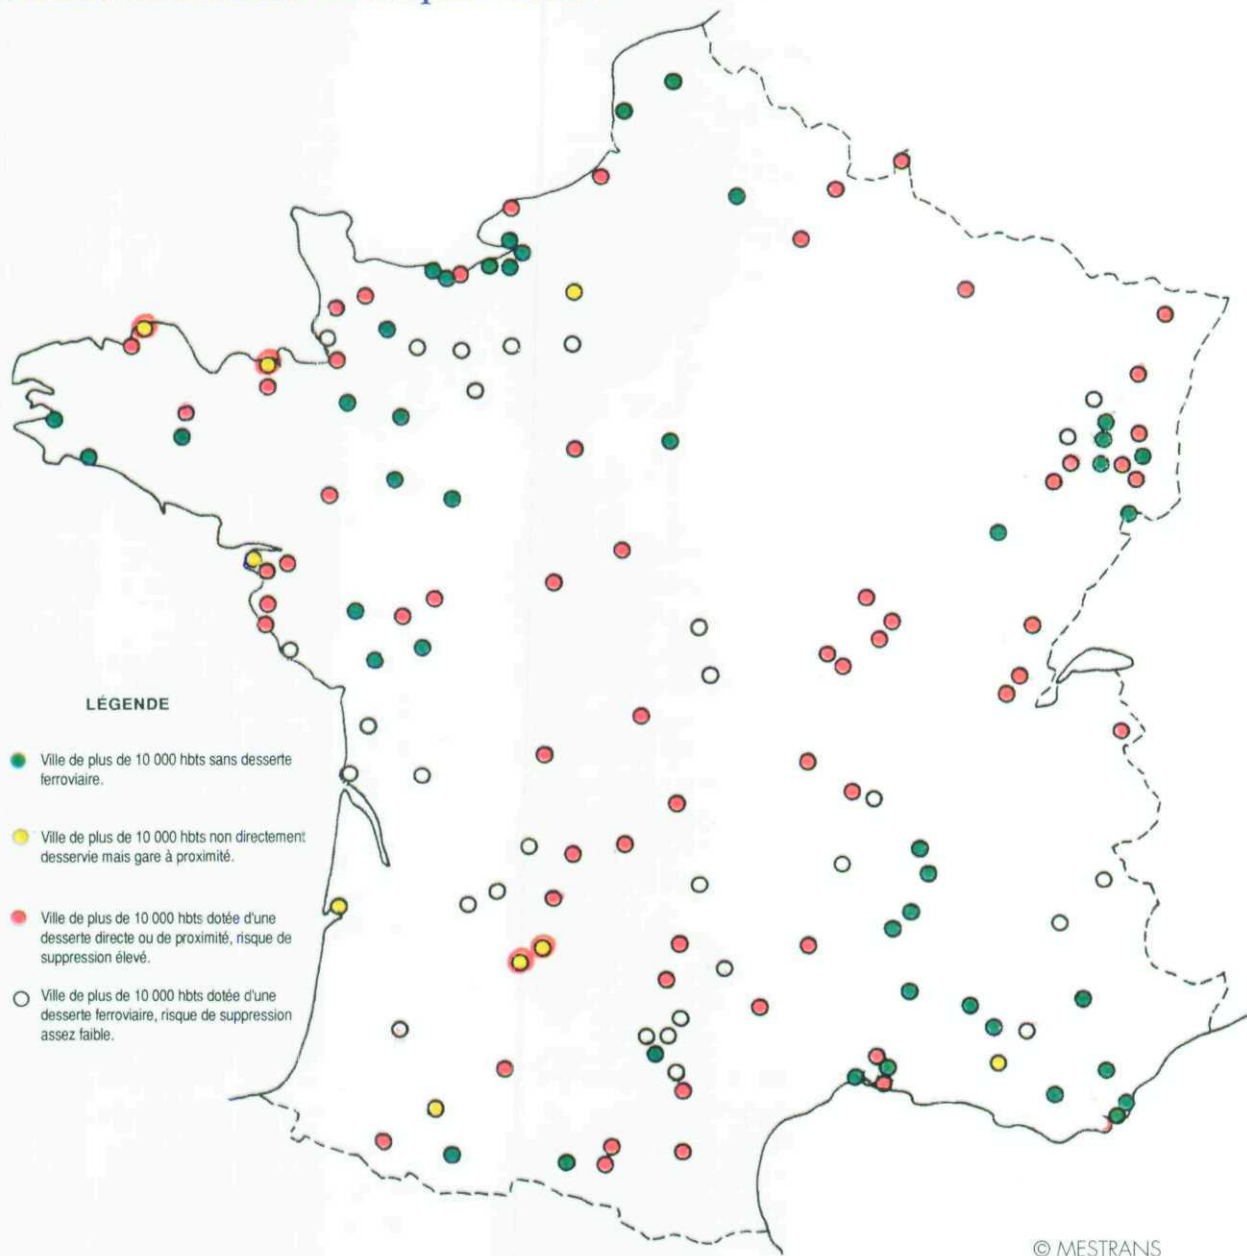 LÉGENDE
Ville de plus de 10 000 hbts sans desserte
ferroviaire.
Ville de plus de 10 000 hbts non directement
desservie mais gare à proximité.
Ville de plus de 10 000 hbts dotée d'une
desserte directe ou de proximité, risque de
suppression élevé.
Ville de plus de 10 000 hbts dotée d'une
desserte ferroviaire, risque de suppression
assez faible.
© MESTRANS